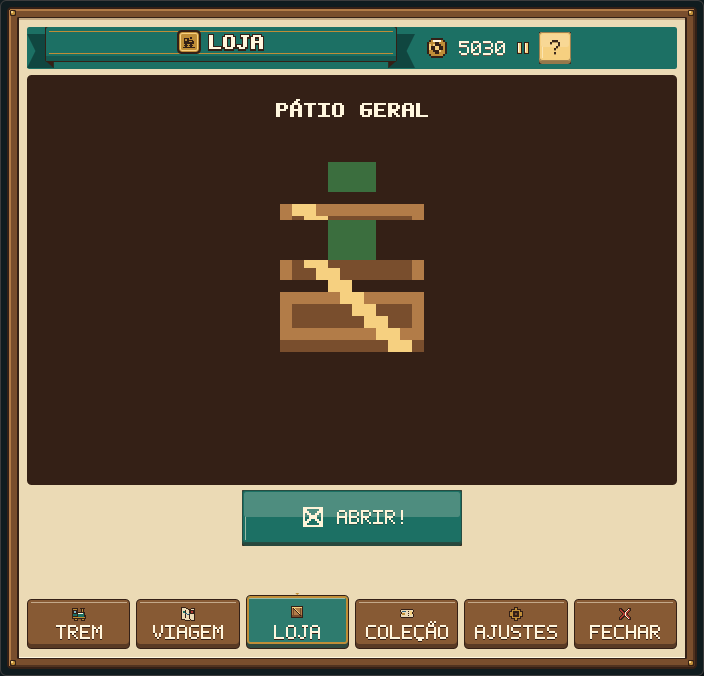 LOJA
5030 ?
PÁTIO GERAL
ABRIR!
TREM VIAGEM LOJA COLEÇÃO AJUSTES FECHAR